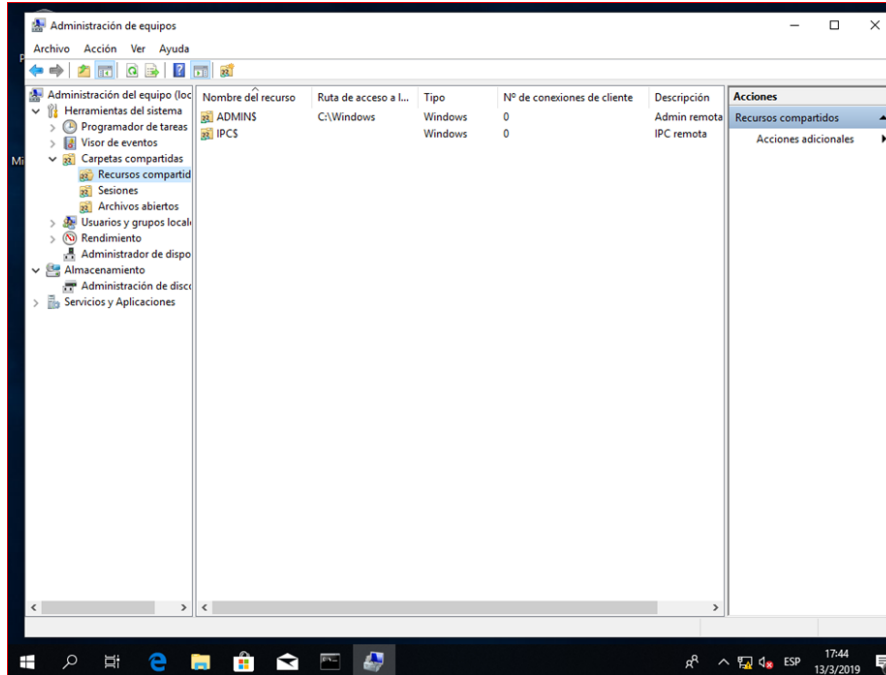 Administración de equipos
Archivo Acción Ver Ayuda
Administración del equipo (loc
Herramientas del sistema
Programador de tareas
Visor de eventos
Carpetas compartidas
Recursos compartid
Sesiones
Archivos abiertos
Usuarios y grupos locale
Rendimiento
Administrador de dispo
Almacenamiento
Administración de disco
Servicios y Aplicaciones
Nombre del recurso Ruta de acceso a l... Tipo Nº de conexiones de cliente Descripción
ADMIN$ C:\Windows Windows 0 Admin remota
IPC$ Windows 0 IPC remota
Acciones
Recursos compartidos
Acciones adicionales
ESP
17:44
13/3/2019